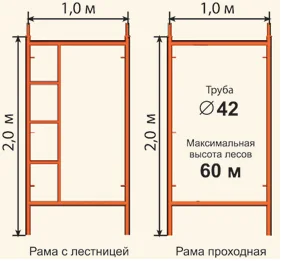 1,0 м
1,0 м
2,0 м
2,0 м
Труба
∅42
Максимальная
высота лесов
60 м
Рама с лестницей
Рама проходная